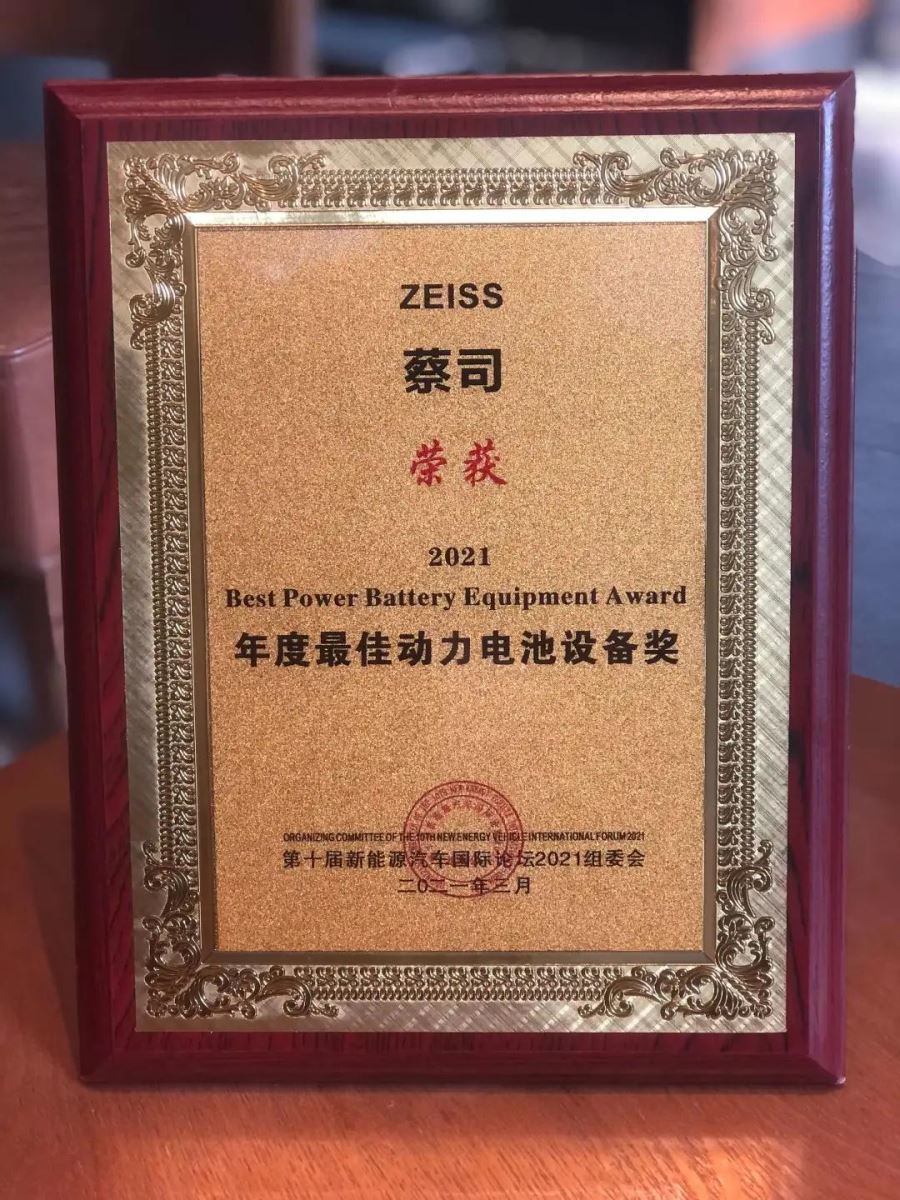 ZEISS
蔡司
荣获
2021
Best Power Battery Equipment Award
年度最佳动力电池设备奖
ORGANIZING COMMITTEE OF THE 10TH NEW ENERGY VEHICLE INTERNATIONAL FORUM 2021
第十届新能源汽车国际论坛2021组委会
二〇二一年三月